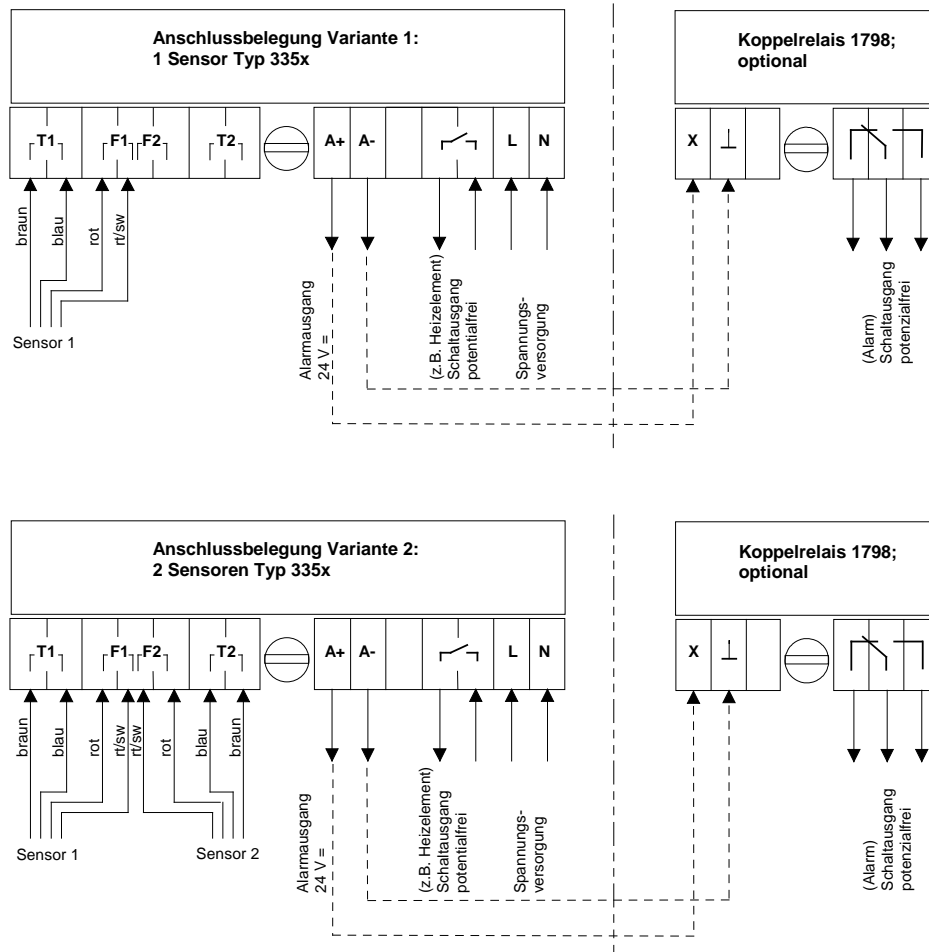 Anschlussbelegung Variante 1:
1 Sensor Typ 335x
Koppelrelais 1798;
optional
T1 F1 F2 T2 A+ A- L N
X
braun
blau
rot
rt/sw
Sensor 1
Alarmausgang
24 V =
(z.B. Heizelement)
Schaltausgang
potentialfrei
Spannungs-
versorgung
(Alarm)
Schaltausgang
potenzialfrei
Anschlussbelegung Variante 2:
2 Sensoren Typ 335x
Koppelrelais 1798;
optional
T1 F1 F2 T2 A+ A- L N
X
braun
blau
rot
rt/sw
rt/sw
rot
blau
braun
Sensor 1
Sensor 2
Alarmausgang
24 V =
(z.B. Heizelement)
Schaltausgang
potentialfrei
Spannungs-
versorgung
(Alarm)
Schaltausgang
potenzialfrei